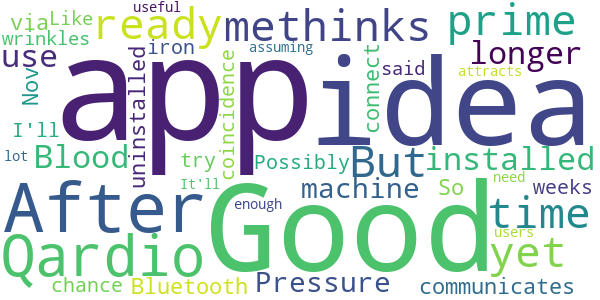 via Like ready methinks prime
wrinkles iron assuming useful longer
use Nov uninstalled coincidence app idea connect said attracts
I'll lot Blood try It'll Possibly But installed
After enough machine So need weeks
Qardio Good yet time users
chance Bluetooth Pressure communicates